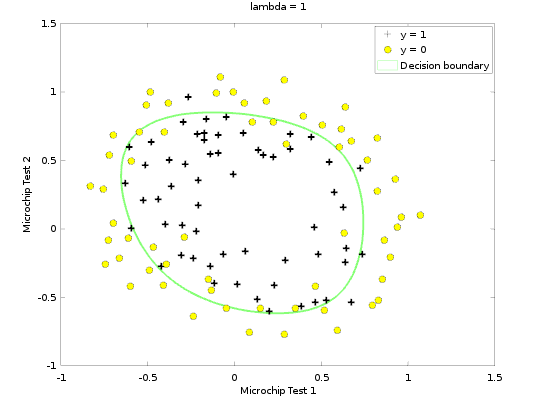 lambda = 1
1.5
y = 1
y = 0
Decision boundary
1
0.5
Microchip Test 2
0
-0.5
-1
-1 -0.5 0 0.5 1 1.5
Microchip Test 1